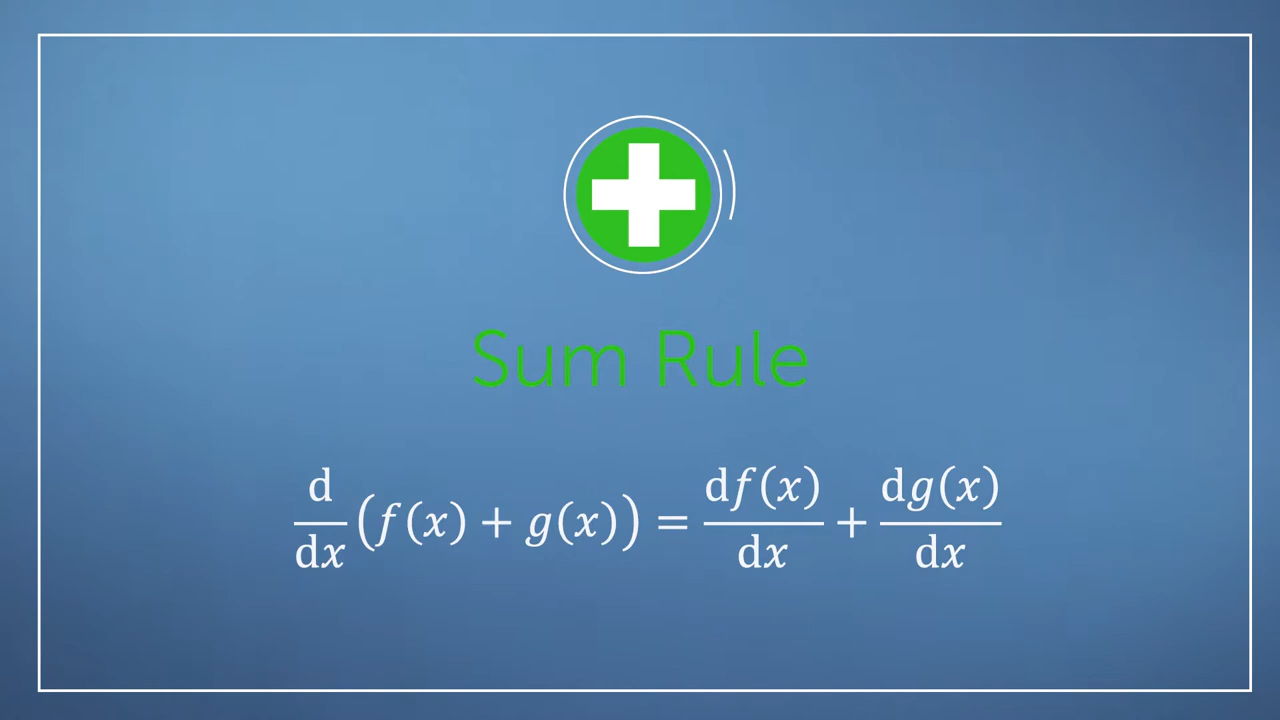 Sum Rule
d/dx (f(x) + g(x)) = df(x)/dx + dg(x)/dx